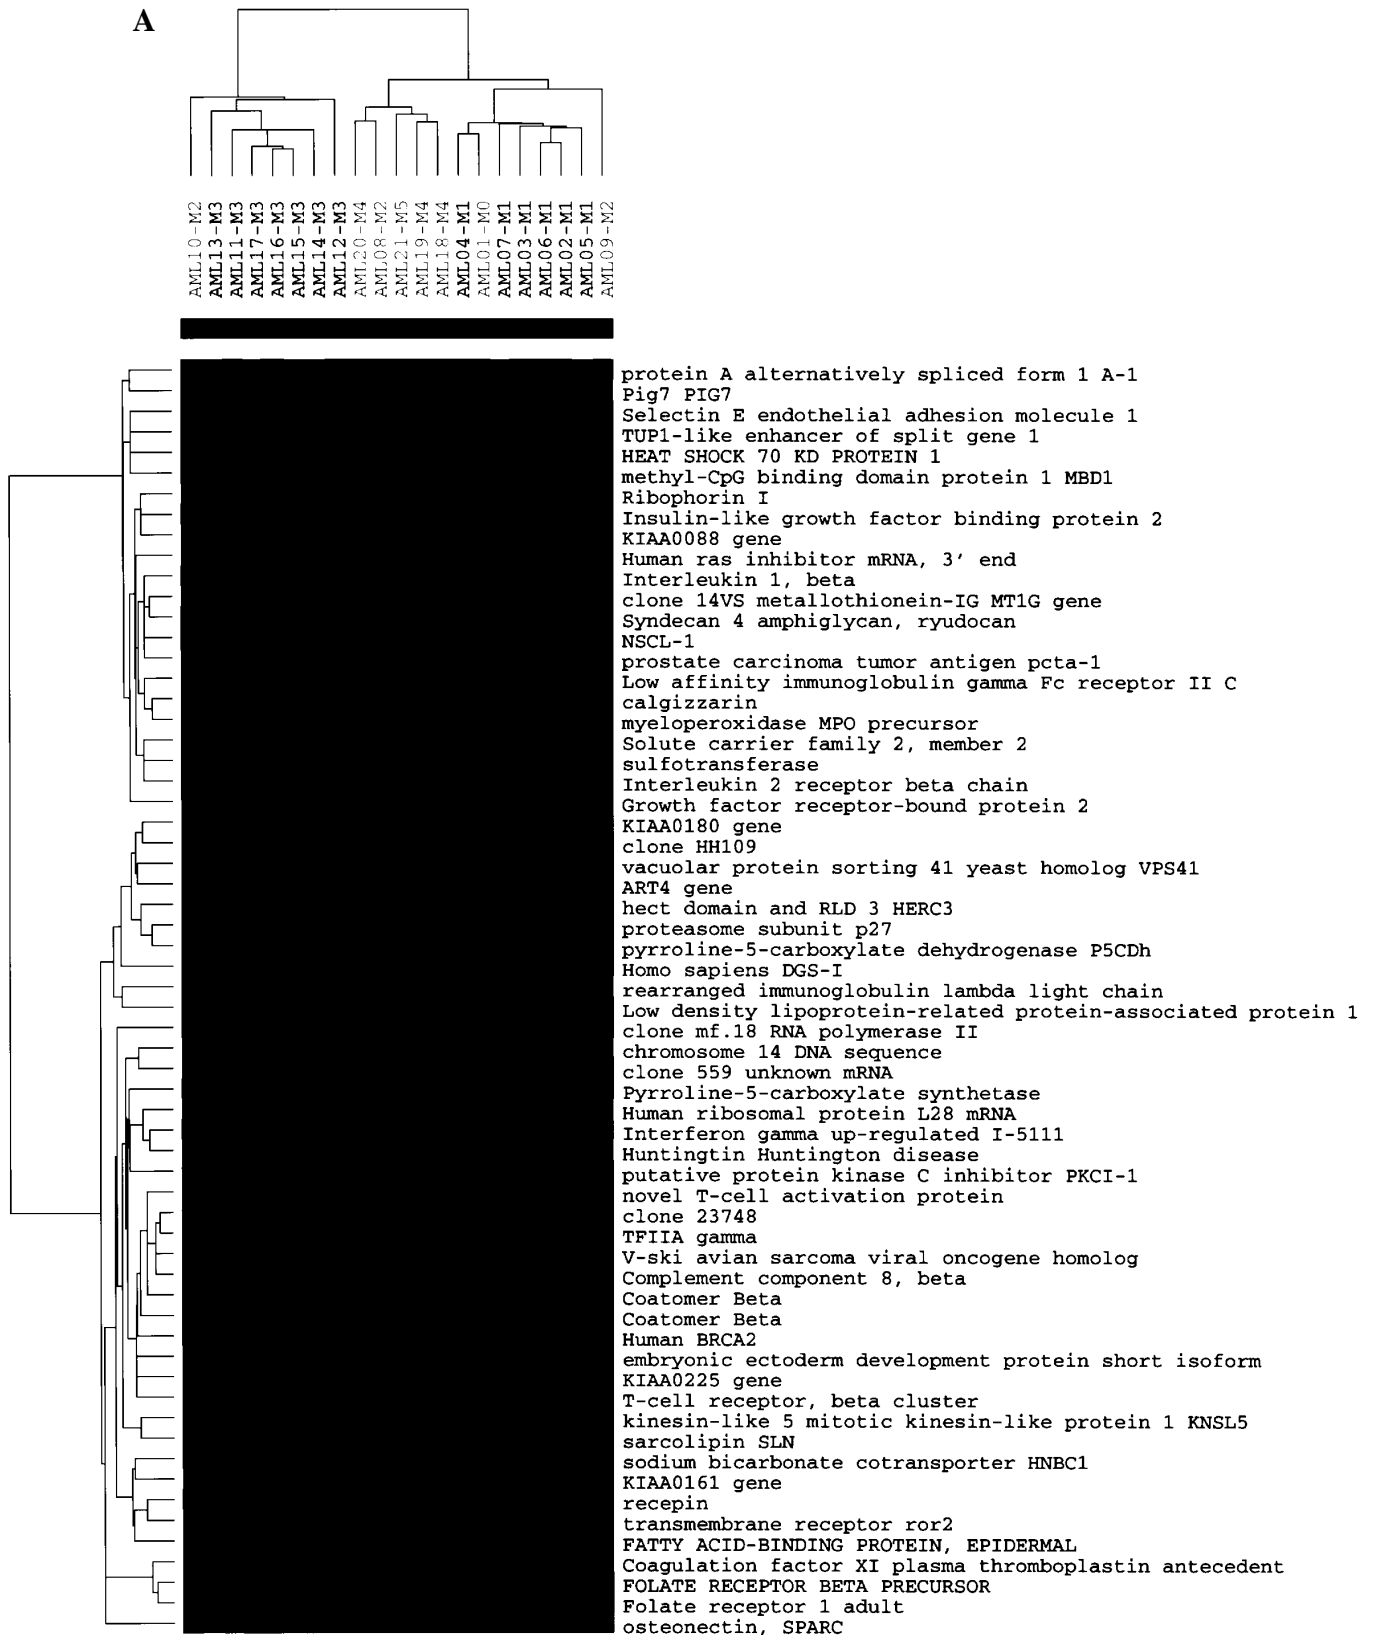 A
AML10-M2
AML13-M3
AML11-M3
AML17-M3
AML16-M3
AML15-M3
AML14-M3
AML12-M3
AML20-M4
AML08-M2
AML21-M5
AML19-M4
AML18-M4
AML04-M1
AML01-M0
AML07-M1
AML03-M1
AML06-M1
AML02-M1
AML05-M1
AML09-M2
protein A alternatively spliced form 1 A-1
Pig7 PIG7
Selectin E endothelial adhesion molecule 1
TUP1-like enhancer of split gene 1
HEAT SHOCK 70 KD PROTEIN 1
methyl-CpG binding domain protein 1 MBD1
Ribophorin I
Insulin-like growth factor binding protein 2
KIAA0088 gene
Human ras inhibitor mRNA, 3' end
Interleukin 1, beta
clone 14VS metallothionein-IG MT1G gene
Syndecan 4 amphiglycan, ryudocan
NSCL-1
prostate carcinoma tumor antigen pcta-1
Low affinity immunoglobulin gamma Fc receptor II C
calgizzarin
myeloperoxidase MPO precursor
Solute carrier family 2, member 2
sulfotransferase
Interleukin 2 receptor beta chain
Growth factor receptor-bound protein 2
KIAA0180 gene
clone HH109
vacuolar protein sorting 41 yeast homolog VPS41
ART4 gene
hect domain and RLD 3 HERC3
proteasome subunit p27
pyrroline-5-carboxylate dehydrogenase P5CDh
Homo sapiens DGS-I
rearranged immunoglobulin lambda light chain
Low density lipoprotein-related protein-associated protein 1
clone mf.18 RNA polymerase II
chromosome 14 DNA sequence
clone 559 unknown mRNA
Pyrroline-5-carboxylate synthetase
Human ribosomal protein L28 mRNA
Interferon gamma up-regulated I-5111
Huntingtin Huntington disease
putative protein kinase C inhibitor PKCI-1
novel T-cell activation protein
clone 23748
TFIIA gamma
V-ski avian sarcoma viral oncogene homolog
Complement component 8, beta
Coatomer Beta
Coatomer Beta
Human BRCA2
embryonic ectoderm development protein short isoform
KIAA0225 gene
T-cell receptor, beta cluster
kinesin-like 5 mitotic kinesin-like protein 1 KNSL5
sarcolipin SLN
sodium bicarbonate cotransporter HNBC1
KIAA0161 gene
recepin
transmembrane receptor ror2
FATTY ACID-BINDING PROTEIN, EPIDERMAL
Coagulation factor XI plasma thromboplastin antecedent
FOLATE RECEPTOR BETA PRECURSOR
Folate receptor 1 adult
osteonectin, SPARC